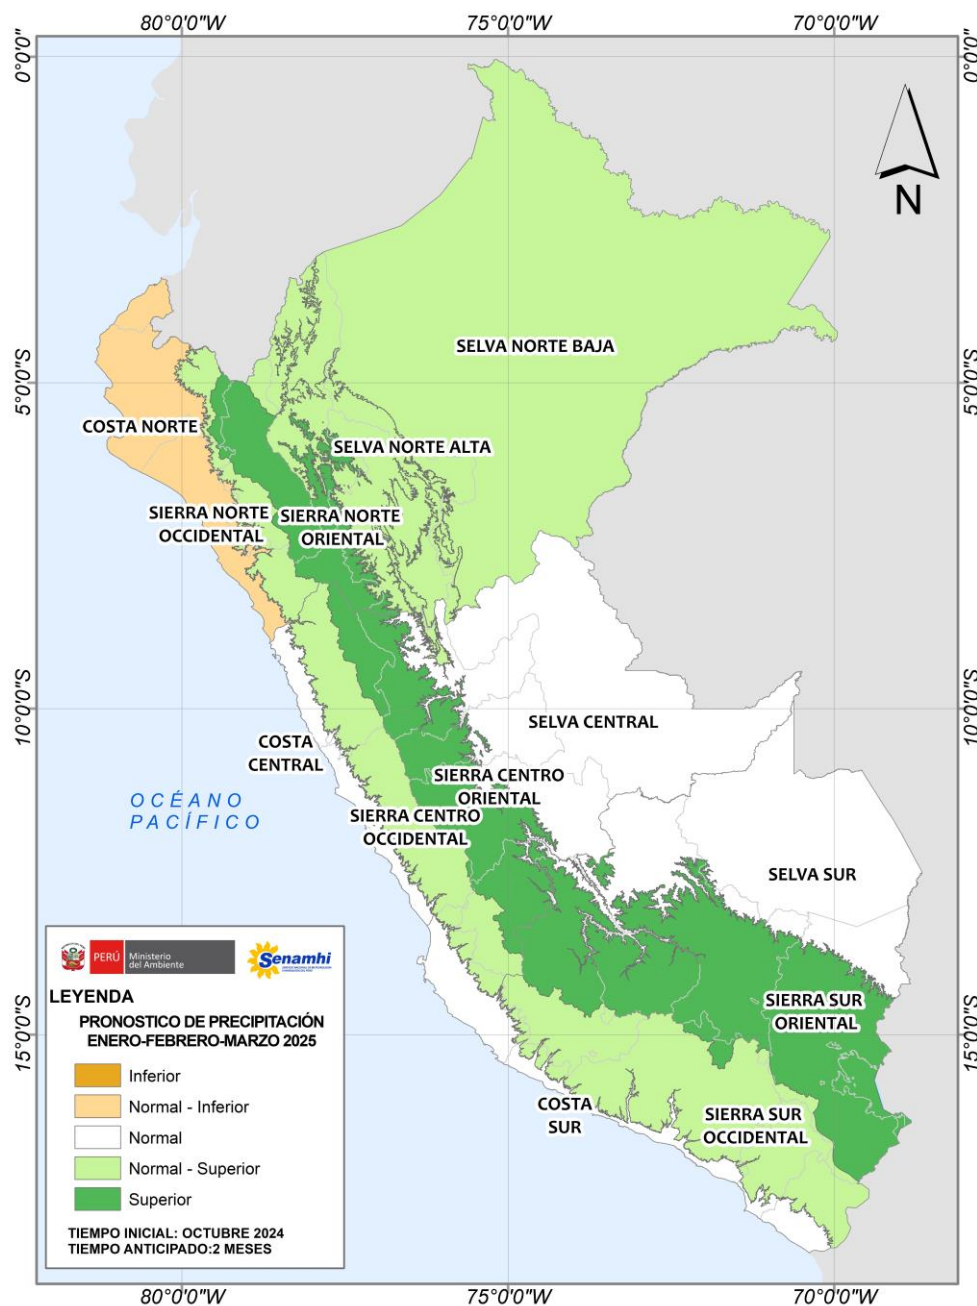 80°0'0"W
75°0'0"W
70°0'0"W
0°0'0"
0°0'0"
N
SELVA NORTE BAJA
5°0'0"S
5°0'0"S
COSTA NORTE
SELVA NORTE ALTA
SIERRA NORTE
OCCIDENTAL
SIERRA NORTE
ORIENTAL
10°0'0"S
10°0'0"S
SELVA CENTRAL
COSTA
CENTRAL
SIERRA CENTRO
ORIENTAL
OCÉANO
PACÍFICO
SIERRA CENTRO
OCCIDENTAL
SELVA SUR
PERÚ
Ministerio
del Ambiente
Senamhi
LEYENDA
PRONOSTICO DE PRECIPITACIÓN
ENERO-FEBRERO-MARZO 2025
Inferior
Normal - Inferior
Normal
Normal - Superior
Superior
TIEMPO INICIAL: OCTUBRE 2024
TIEMPO ANTICIPADO:2 MESES
SIERRA SUR
ORIENTAL
15°0'0"S
15°0'0"S
COSTA
SUR
SIERRA SUR
OCCIDENTAL
80°0'0"W
75°0'0"W
70°0'0"W